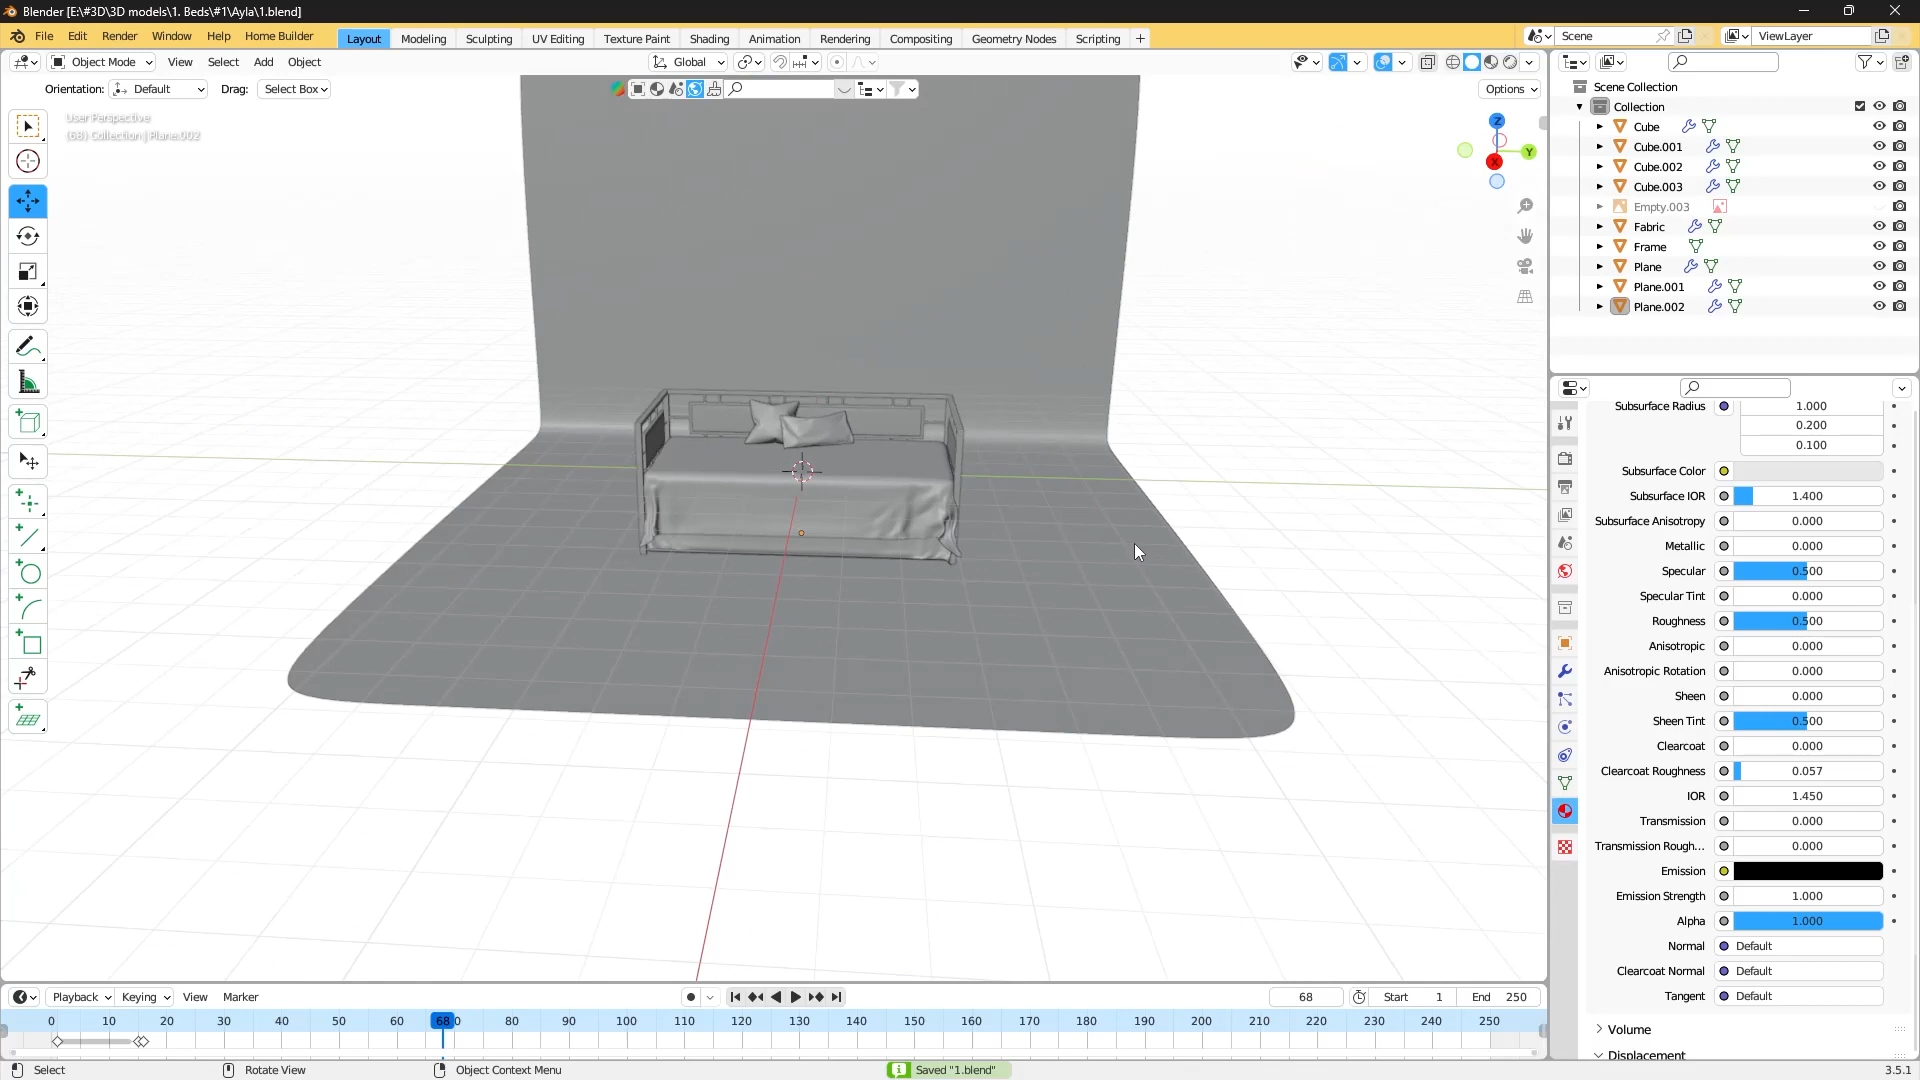 Blender [E:\#3D\3D models\1. Beds\#1\Ayla\1.blend]
File Edit Render Window Help Home Builder Layout Modeling Sculpting UV Editing Texture Paint Shading Animation Rendering Compositing Geometry Nodes Scripting + Scene ViewLayer
Object Mode View Select Add Object Global
Orientation: Default Drag: Select Box Options
User Perspective
(68) Collection | Plane.002
Z
Y
X
Scene Collection
Collection
Cube
Cube.001
Cube.002
Cube.003
Empty.003
Fabric
Frame
Plane
Plane.001
Plane.002
Subsurface Radius 1.000
0.200
0.100
Subsurface Color
Subsurface IOR 1.400
Subsurface Anisotropy 0.000
Metallic 0.000
Specular 0.500
Specular Tint 0.000
Roughness 0.500
Anisotropic 0.000
Anisotropic Rotation 0.000
Sheen 0.000
Sheen Tint 0.500
Clearcoat 0.000
Clearcoat Roughness 0.057
IOR 1.450
Transmission 0.000
Transmission Rough... 0.000
Emission
Emission Strength 1.000
Alpha 1.000
Normal Default
Clearcoat Normal Default
Tangent Default
Volume
Displacement
Playback Keying View Marker 68 Start 1 End 250
0 10 20 30 40 50 60 68 80 90 100 110 120 130 140 150 160 170 180 190 200 210 220 230 240 250
Select Rotate View Object Context Menu Saved "1.blend" 3.5.1